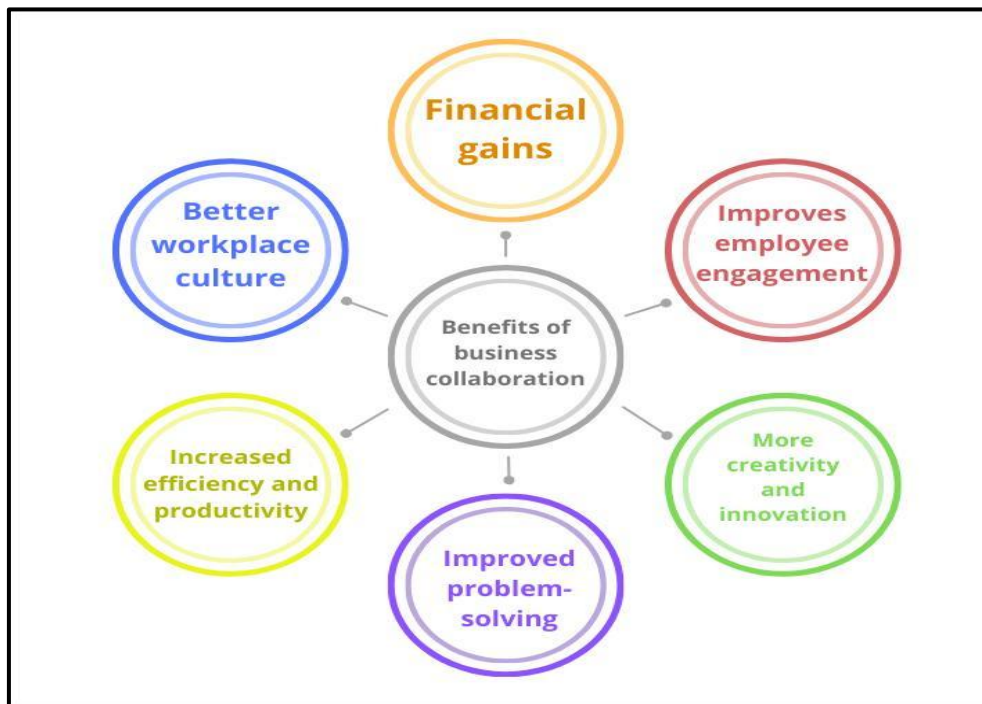 Financial
gains
Better
workplace
culture
Improves
employee
engagement
Benefits of
business
collaboration
Increased
efficiency and
productivity
More
creativity
and
innovation
Improved
problem-
solving